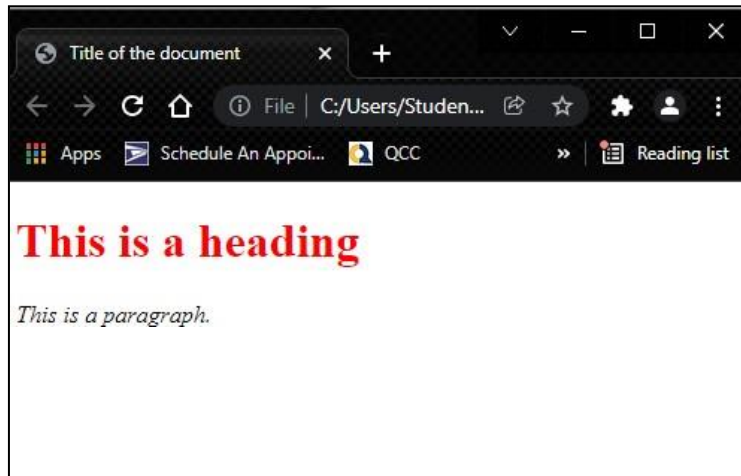 Title of the document
File | C:/Users/Studen...
Apps Schedule An Appoi... QCC » Reading list
This is a heading
This is a paragraph.